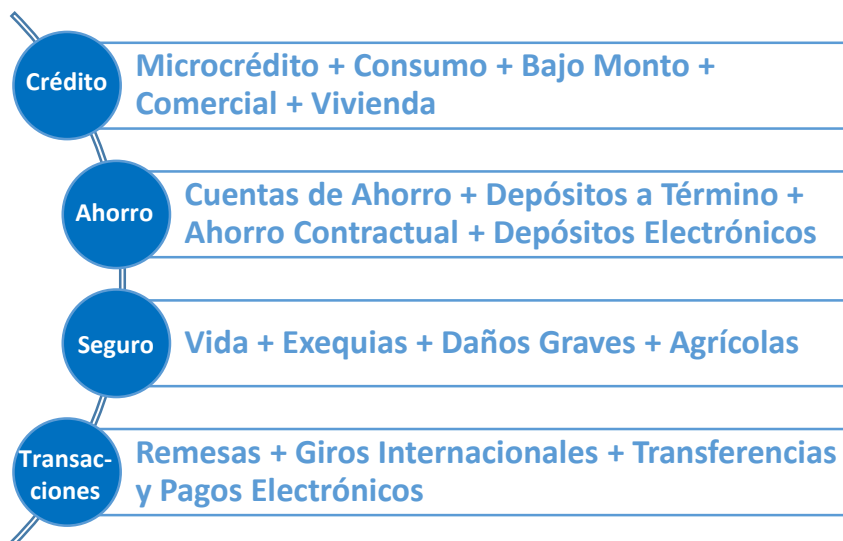 Crédito
Microcrédito + Consumo + Bajo Monto +
Comercial + Vivienda
Ahorro
Cuentas de Ahorro + Depósitos a Término +
Ahorro Contractual + Depósitos Electrónicos
Seguro
Vida + Exequias + Daños Graves + Agrícolas
Transac-
ciones
Remesas + Giros Internacionales + Transferencias
y Pagos Electrónicos